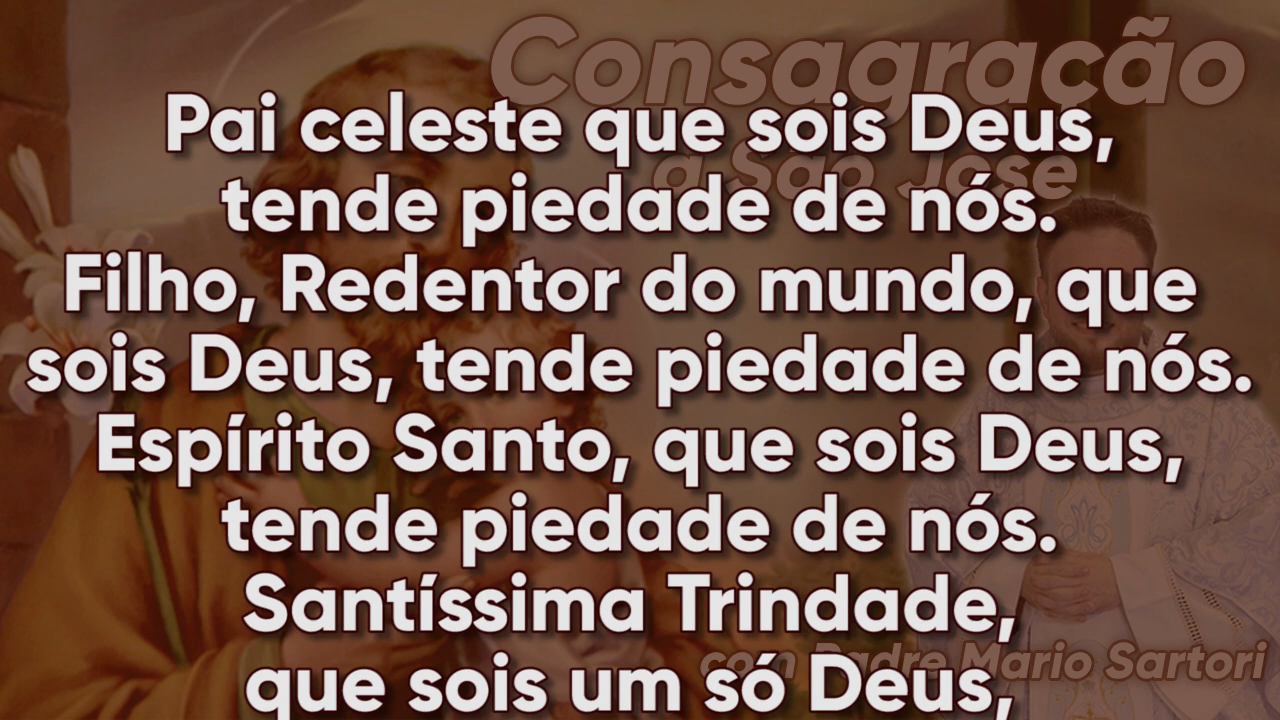 Consagração
a São José
Pai celeste que sois Deus,
tende piedade de nós.
Filho, Redentor do mundo, que
sois Deus, tende piedade de nós.
Espírito Santo, que sois Deus,
tende piedade de nós.
Santíssima Trindade,
que sois um só Deus,
com Padre Mario Sartori